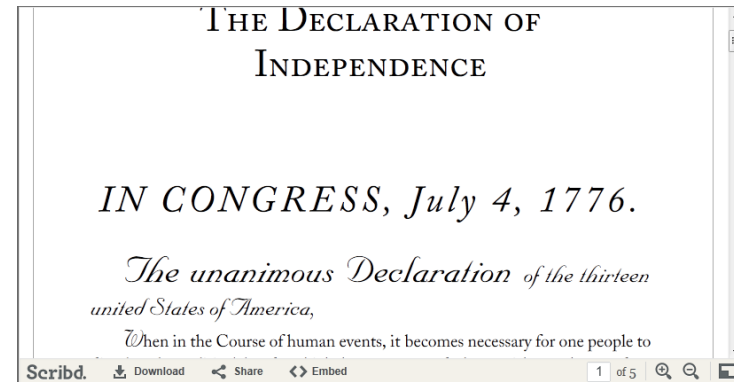 THE DECLARATION OF
INDEPENDENCE
IN CONGRESS, July 4, 1776.
The unanimous Declaration of the thirteen
united States of America,
When in the Course of human events, it becomes necessary for one people to
Scribd. Download Share Embed 1 of 5